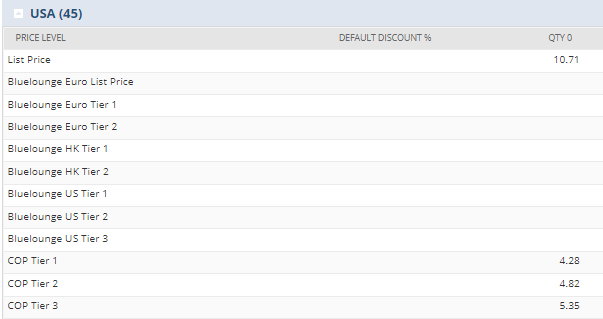 USA (45)
PRICE LEVEL DEFAULT DISCOUNT % QTY 0
List Price 10.71
Bluelounge Euro List Price
Bluelounge Euro Tier 1
Bluelounge Euro Tier 2
Bluelounge HK Tier 1
Bluelounge HK Tier 2
Bluelounge US Tier 1
Bluelounge US Tier 2
Bluelounge US Tier 3
COP Tier 1 4.28
COP Tier 2 4.82
COP Tier 3 5.35